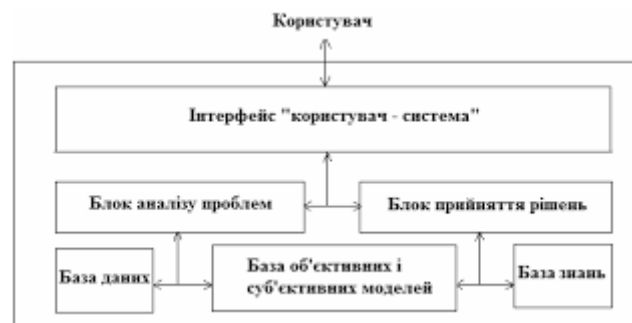 Користувач
Інтерфейс "користувач - система"
Блок аналізу проблем
Блок прийняття рішень
База даних
База об'єктивних і
суб'єктивних моделей
База знань